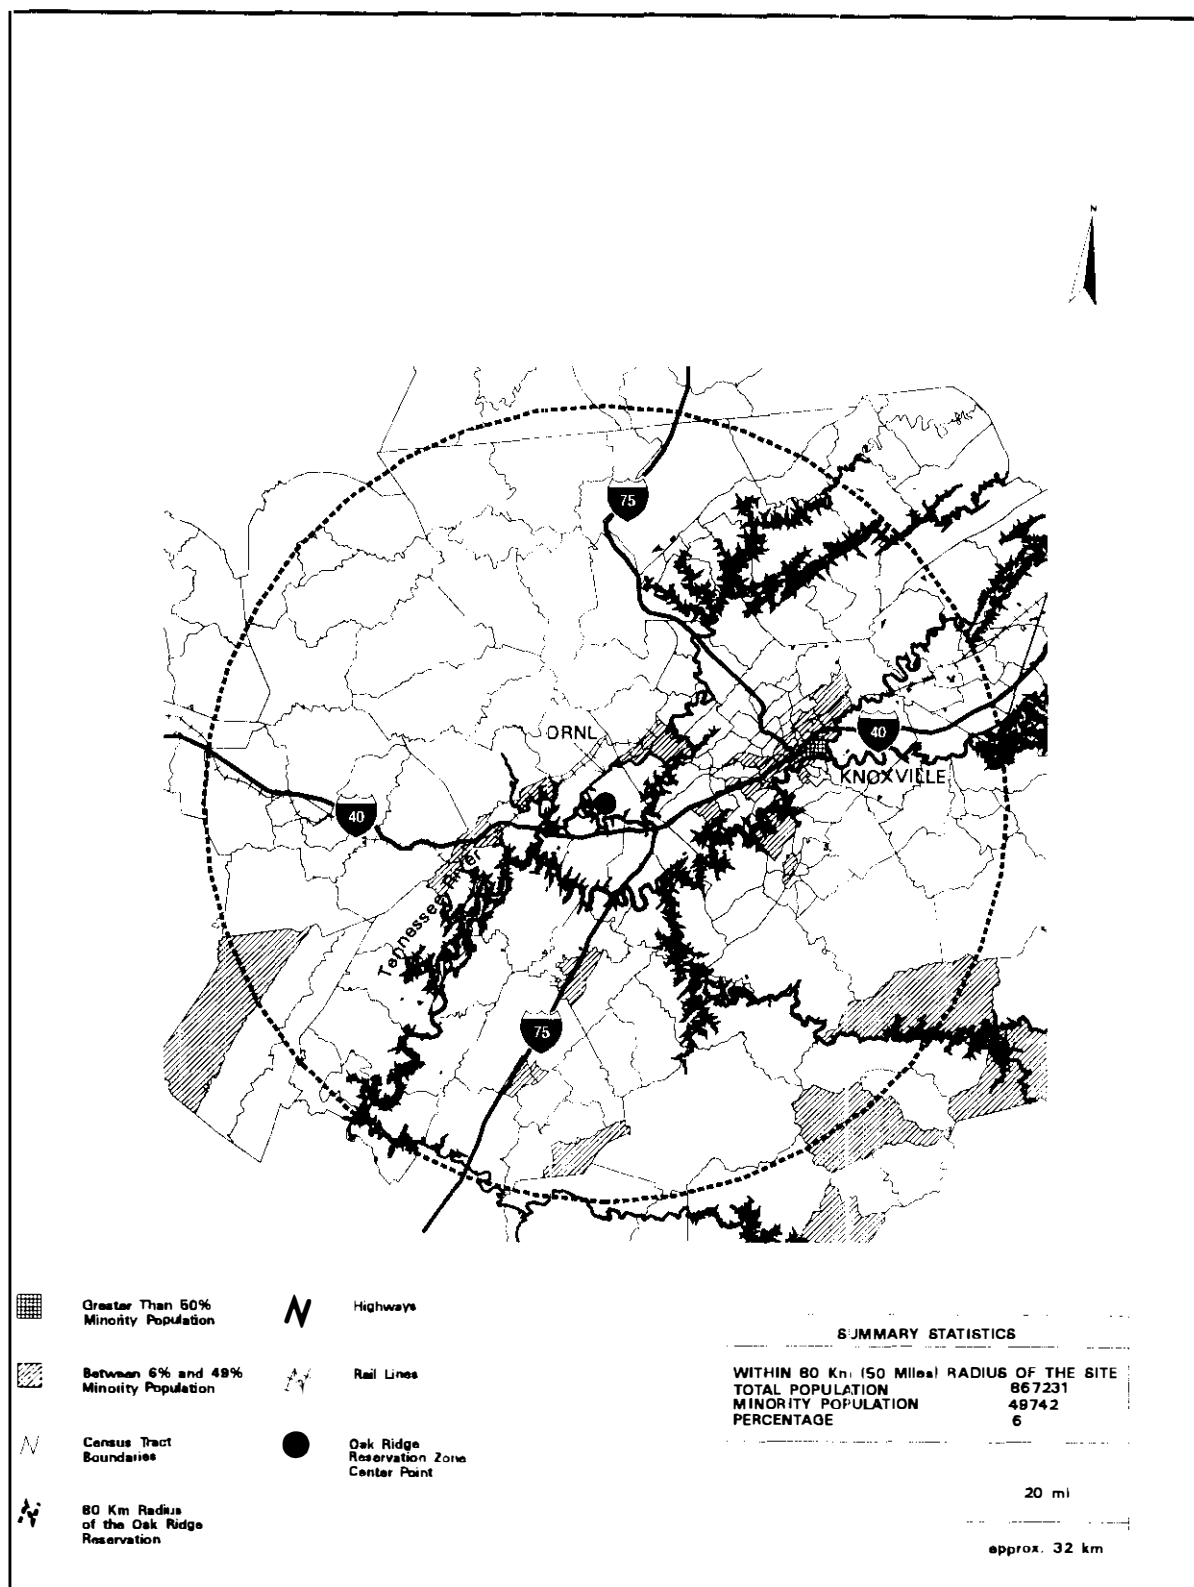 N
75
ORNL
40
KNOXVILLE
40
Tennessee River
75
Greater Than 50%
Minority Population
Highways
Between 6% and 49%
Minority Population
Rail Lines
Census Tract
Boundaries
Oak Ridge
Reservation Zone
Center Point
80 Km Radius
of the Oak Ridge
Reservation
SUMMARY STATISTICS
WITHIN 80 Km (50 Miles) RADIUS OF THE SITE
TOTAL POPULATION 867231
MINORITY POPULATION 49742
PERCENTAGE 6
20 mi
approx. 32 km